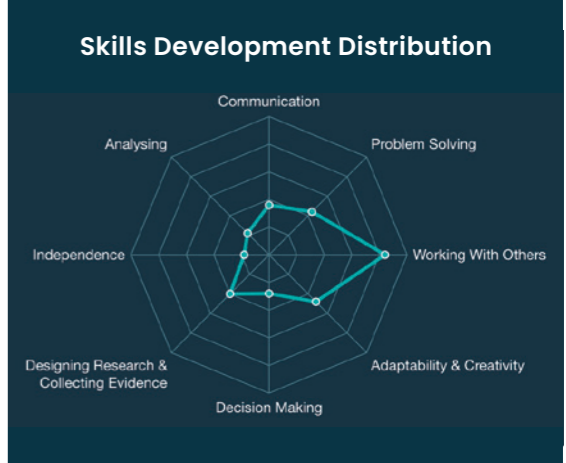 Skills Development Distribution
Communication
Analysing
Problem Solving
Independence
Working With Others
Designing Research &
Collecting Evidence
Adaptability & Creativity
Decision Making